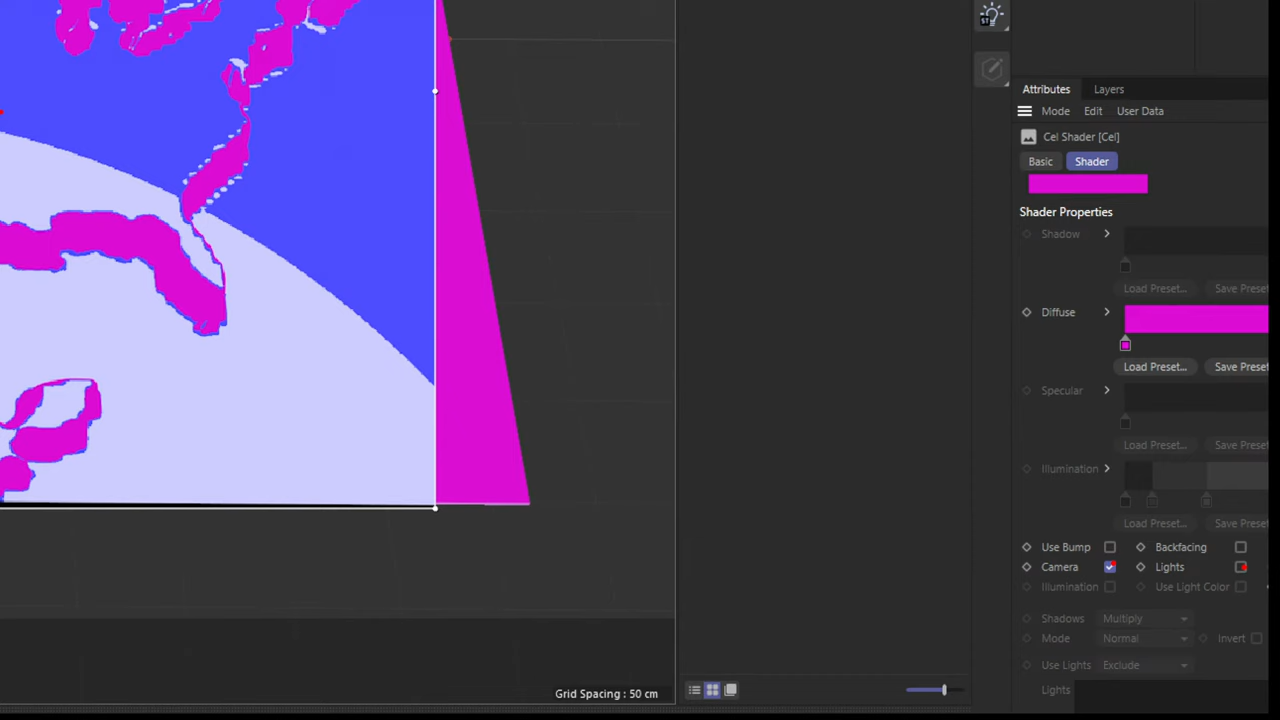 ST
Attributes Layers
Mode Edit User Data
Cel Shader [Cel]
Basic Shader
Shader Properties
Shadow
Load Preset... Save Preset
Diffuse
Load Preset... Save Preset
Specular
Load Preset... Save Preset
Illumination
Load Preset... Save Preset
Use Bump Backfacing
Camera Lights
Illumination Use Light Color
Shadows Multiply
Mode Normal Invert
Use Lights Exclude
Lights
Grid Spacing : 50 cm